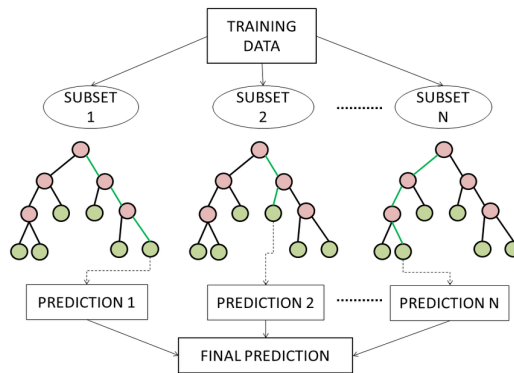 TRAINING
DATA
SUBSET
1
SUBSET
2
SUBSET
N
PREDICTION 1
PREDICTION 2
PREDICTION N
FINAL PREDICTION